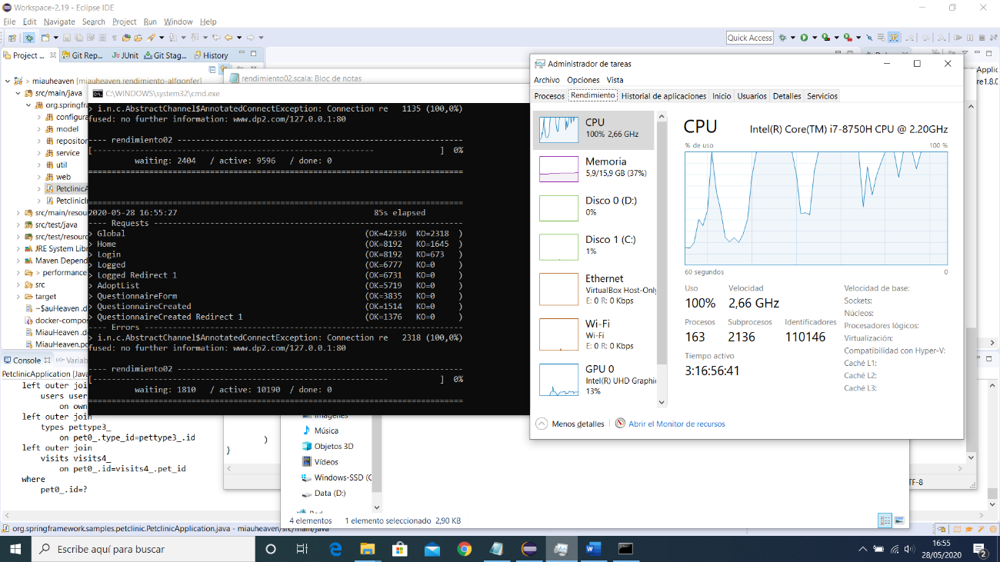 Workspace-2.19 - Eclipse IDE
File Edit Navigate Search Project Run Window Help
Quick Access
Project ... Git Rep... JUnit Git Stag... History
> miauheaven [miauheaven rendimiento-alfgonfer]
src/main/java
org.springfr
configura
model
repositor
service
util
web
PetclinicA
PetclinicIn
src/main/resou
src/test/java
src/test/resourc
JRE System Libr
Maven Depend
> performance
src
target
~$auHeaven .d
docker-compos
MiauHeaven .d
MiauHeaven.pd
rendimiento02.scala: Bloc de notas
C:\WINDOWS\system32\cmd.exe
> i.n.c.AbstractChannel$AnnotatedConnectException: Connection re 1135 (100,0%)
fused: no further information: www.dp2.com/127.0.0.1:80
---- rendimiento02 --------------------------------------------------------------
[------------------------------------------------------------ ] 0%
waiting: 2404 / active: 9596 / done: 0
================================================================================
================================================================================
2020-05-28 16:55:27 85s elapsed
---- Requests ------------------------------------------------------------------
> Global (OK=42336 KO=2318 )
> Home (OK=8192 KO=1645 )
> Login (OK=8192 KO=673 )
> Logged (OK=6777 KO=0 )
> Logged Redirect 1 (OK=6731 KO=0 )
> AdoptList (OK=5719 KO=0 )
> QuestionnaireForm (OK=3835 KO=0 )
> QuestionnaireCreated (OK=1514 KO=0 )
> QuestionnaireCreated Redirect 1 (OK=1376 KO=0 )
---- Errors --------------------------------------------------------------------
> i.n.c.AbstractChannel$AnnotatedConnectException: Connection re 2318 (100,0%)
fused: no further information: www.dp2.com/127.0.0.1:80
---- rendimiento02 --------------------------------------------------------------
[-------------------------------------------------------------------------- ] 0%
waiting: 1810 / active: 10190 / done: 0
================================================================================
Administrador de tareas
Archivo Opciones Vista
Procesos Rendimiento Historial de aplicaciones Inicio Usuarios Detalles Servicios
CPU
100% 2,66 GHz
Memoria
5,9/15,9 GB (37%)
Disco 0 (D:)
0%
Disco 1 (C:)
1%
Ethernet
VirtualBox Host-Only
E: 0 R: 0 Kbps
Wi-Fi
Wi-Fi
E: 0 R: 0 Kbps
GPU 0
Intel(R) UHD Graphic
13%
CPU Intel(R) Core(TM) i7-8750H CPU @ 2.20GHz
% de uso 100 %
60 segundos 0
Uso Velocidad
100% 2,66 GHz
Procesos Subprocesos Identificadores
163 2136 110146
Tiempo activo
3:16:56:41
Velocidad de base:
Sockets:
Núcleos:
Procesadores lógicos:
Virtualización:
Compatibilidad con Hyper-V:
Caché L1:
Caché L2:
Caché L3:
Menos detalles Abrir el Monitor de recursos
Applic
re1.8.0
Console Variab
PetclinicApplication [Java
left outer join
users user
on own
left outer join
types pettype3_
on pet0_.type_id=pettype3_.id
left outer join
visits visits4_
on pet0_.id=visits4_.pet_id
where
pet0_.id=?
)
}
Imágenes
Música
Objetos 3D
Vídeos
Windows-SSD (C
Data (D:)
Red
4 elementos 1 elemento seleccionado 2,90 KB
TF-8
org.springframework.samples.petclinic.PetclinicApplication.java - miauheaven/src/main/java
Escribe aquí para buscar
16:55
28/05/2020
2